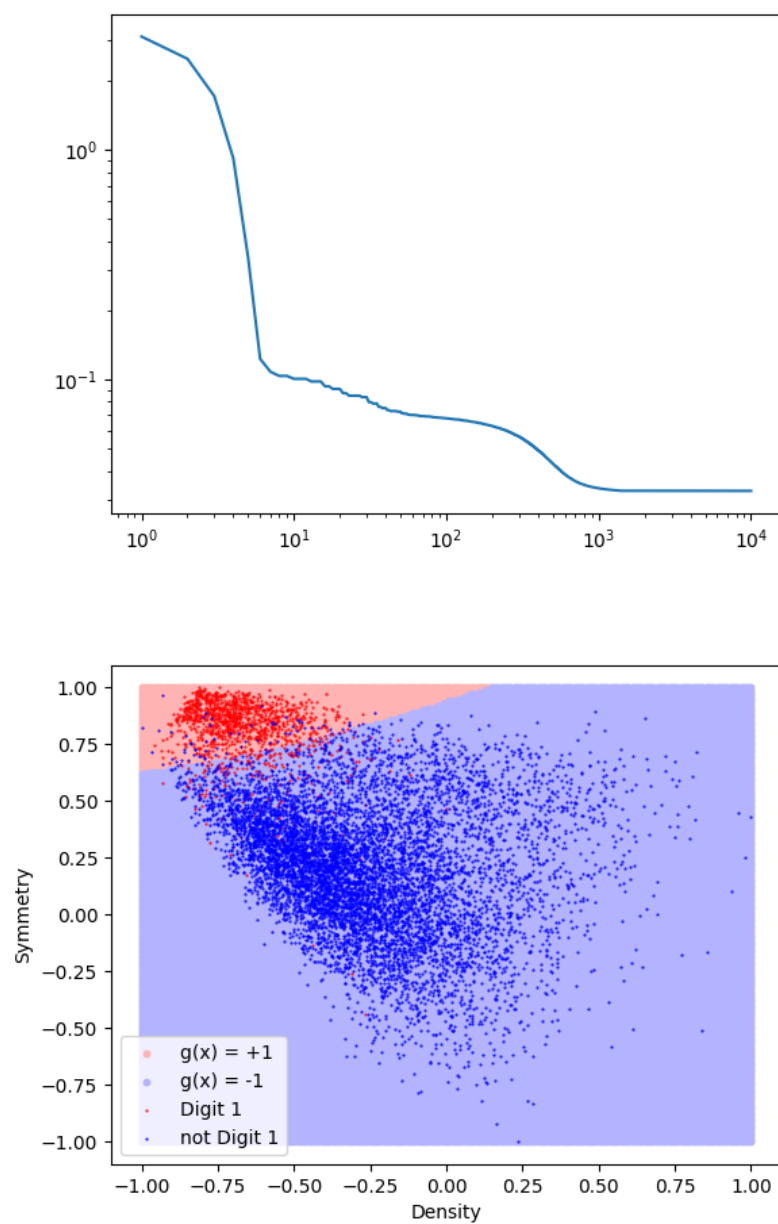 10⁰
10⁻¹
10⁰ 10¹ 10² 10³ 10⁴
1.00
0.75
0.50
0.25
0.00
−0.25
−0.50
−0.75
−1.00
Symmetry
g(x) = +1
g(x) = -1
Digit 1
not Digit 1
−1.00 −0.75 −0.50 −0.25 0.00 0.25 0.50 0.75 1.00
Density